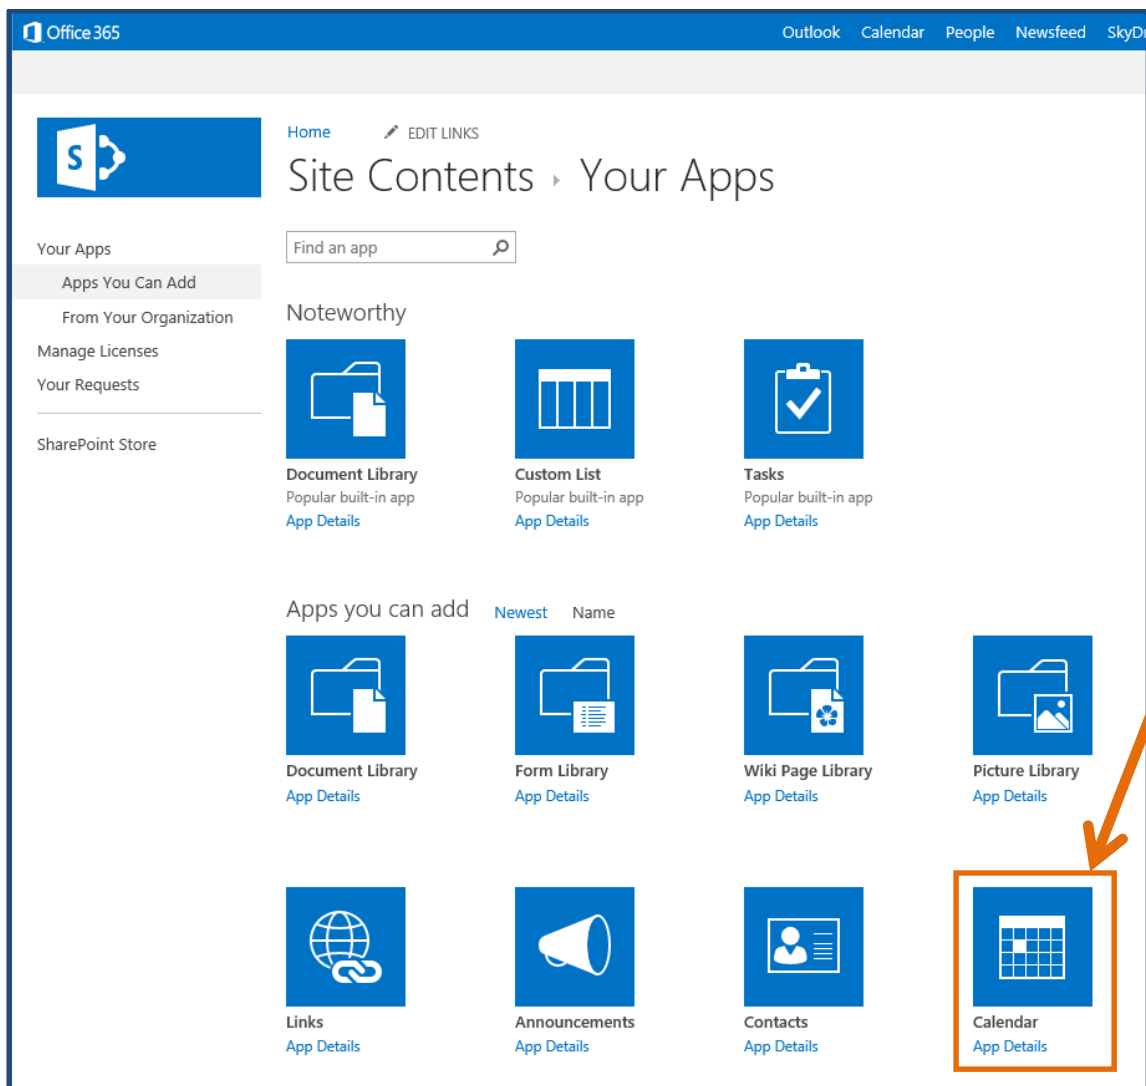 Office 365
Outlook Calendar People Newsfeed SkyDr
S
Home EDIT LINKS
Site Contents ▸ Your Apps
Find an app
Your Apps
Apps You Can Add
From Your Organization
Manage Licenses
Your Requests
SharePoint Store
Noteworthy
Document Library Custom List Tasks
Popular built-in app Popular built-in app Popular built-in app
App Details App Details App Details
Apps you can add Newest Name
Document Library Form Library Wiki Page Library Picture Library
App Details App Details App Details App Details
Links Announcements Contacts Calendar
App Details App Details App Details App Details